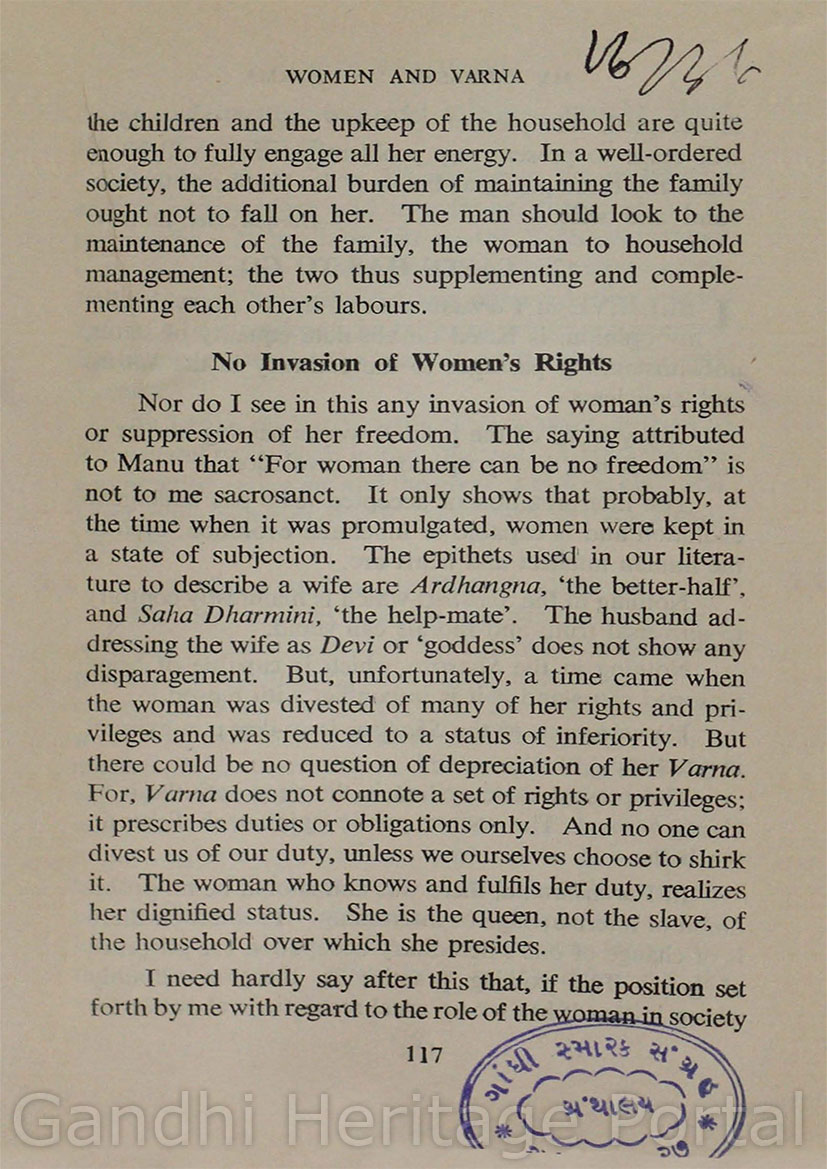 WOMEN AND VARNA
the children and the upkeep of the household are quite
enough to fully engage all her energy. In a well-ordered
society, the additional burden of maintaining the family
ought not to fall on her. The man should look to the
maintenance of the family, the woman to household
management; the two thus supplementing and comple-
menting each other's labours.
No Invasion of Women's Rights
Nor do I see in this any invasion of woman's rights
or suppression of her freedom. The saying attributed
to Manu that “For woman there can be no freedom” is
not to me sacrosanct. It only shows that probably, at
the time when it was promulgated, women were kept in
a state of subjection. The epithets used in our litera-
ture to describe a wife are Ardhangna, ‘the better-half’,
and Saha Dharmini, ‘the help-mate’. The husband ad-
dressing the wife as Devi or ‘goddess’ does not show any
disparagement. But, unfortunately, a time came when
the woman was divested of many of her rights and pri-
vileges and was reduced to a status of inferiority. But
there could be no question of depreciation of her Varna.
For, Varna does not connote a set of rights or privileges;
it prescribes duties or obligations only. And no one can
divest us of our duty, unless we ourselves choose to shirk
it. The woman who knows and fulfils her duty, realizes
her dignified status. She is the queen, not the slave, of
the household over which she presides.
I need hardly say after this that, if the position set
forth by me with regard to the role of the woman in society
117
ગાંધી સ્મારક સંગ્રહ
ગ્રંથાલય
Gandhi Heritage Portal